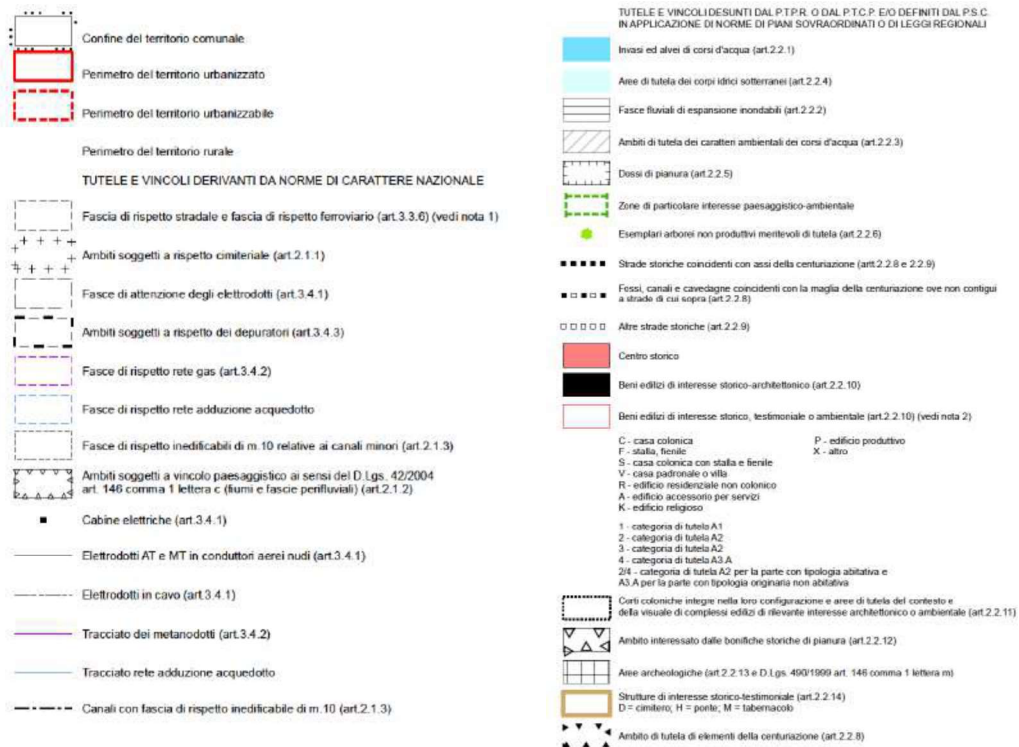 Confine del territorio comunale
Perimetro del territorio urbanizzato
Perimetro del territorio urbanizzabile
Perimetro del territorio rurale
TUTELE E VINCOLI DERIVANTI DA NORME DI CARATTERE NAZIONALE
Fascia di rispetto stradale e fascia di rispetto ferroviario (art.3.3.6) (vedi nota 1)
Ambiti soggetti a rispetto cimiteriale (art.2.1.1)
Fasce di attenzione degli elettrodotti (art.3.4.1)
Ambiti soggetti a rispetto dei depuratori (art.3.4.3)
Fasce di rispetto rete gas (art.3.4.2)
Fasce di rispetto rete adduzione acquedotto
Fasce di rispetto inedificabili di m.10 relative ai canali minori (art.2.1.3)
Ambiti soggetti a vincolo paesaggistico ai sensi del D.Lgs. 42/2004
art. 146 comma 1 lettera c (fiumi e fascie perifluviali) (art.2.1.2)
Cabine elettriche (art.3.4.1)
Elettrodotti AT e MT in conduttori aerei nudi (art.3.4.1)
Elettrodotti in cavo (art.3.4.1)
Tracciato dei metanodotti (art.3.4.2)
Tracciato rete adduzione acquedotto
Canali con fascia di rispetto inedificabile di m.10 (art.2.1.3)
TUTELE E VINCOLI DESUNTI DAL P.T.P.R. O DAL P.T.C.P. E/O DEFINITI DAL P.S.C.
IN APPLICAZIONE DI NORME DI PIANI SOVRAORDINATI O DI LEGGI REGIONALI
Invasi ed alvei di corsi d'acqua (art.2.2.1)
Aree di tutela dei corpi idrici sotterranei (art.2.2.4)
Fasce fluviali di espansione inondabili (art.2.2.2)
Ambiti di tutela dei caratteri ambientali dei corsi d'acqua (art.2.2.3)
Dossi di pianura (art.2.2.5)
Zone di particolare interesse paesaggistico-ambientale
Esemplari arborei non produttivi meritevoli di tutela (art.2.2.6)
Strade storiche coincidenti con assi della centuriazione (artt.2.2.8 e 2.2.9)
Fossi, canali e cavedagne coincidenti con la maglia della centuriazione ove non contigui
a strade di cui sopra (art.2.2.8)
Altre strade storiche (art.2.2.9)
Centro storico
Beni edilizi di interesse storico-architettonico (art.2.2.10)
Beni edilizi di interesse storico, testimoniale o ambientale (art.2.2.10) (vedi nota 2)
C - casa colonica
F - stalla, fienile
S - casa colonica con stalla e fienile
V - casa padronale o villa
R - edificio residenziale non colonico
A - edificio accessorio per servizi
K - edificio religioso
P - edificio produttivo
X - altro
1 - categoria di tutela A1
2 - categoria di tutela A2
3 - categoria di tutela A2
4 - categoria di tutela A3.A
2/4 - categoria di tutela A2 per la parte con tipologia abitativa e
A3.A per la parte con tipologia originaria non abitativa
Corti coloniche integre nella loro configurazione e aree di tutela del contesto e
della visuale di complessi edilizi di rilevante interesse architettonico o ambientale (art.2.2.11)
Ambito interessato dalle bonifiche storiche di pianura (art.2.2.12)
Aree archeologiche (art.2.2.13 e D.Lgs. 490/1999 art. 146 comma 1 lettera m)
Strutture di interesse storico-testimoniale (art.2.2.14)
D = cimitero; H = ponte; M = tabernacolo
Ambito di tutela di elementi della centuriazione (art.2.2.8)